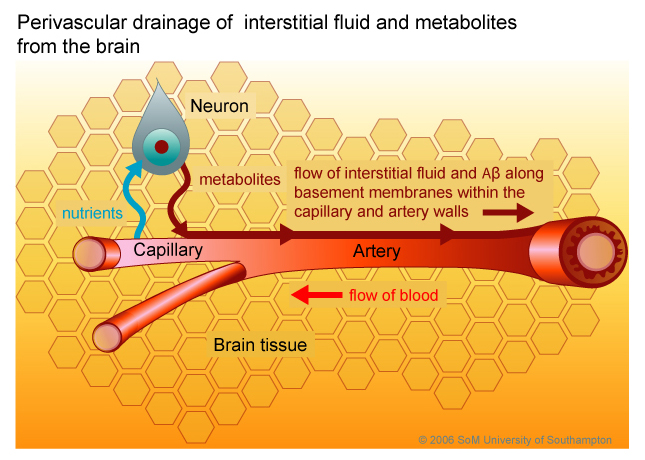 Perivascular drainage of interstitial fluid and metabolites
from the brain
Neuron
metabolites
flow of interstitial fluid and Aβ along
basement membranes within the
capillary and artery walls
nutrients
Capillary
Artery
flow of blood
Brain tissue
© 2006 SoM University of Southampton